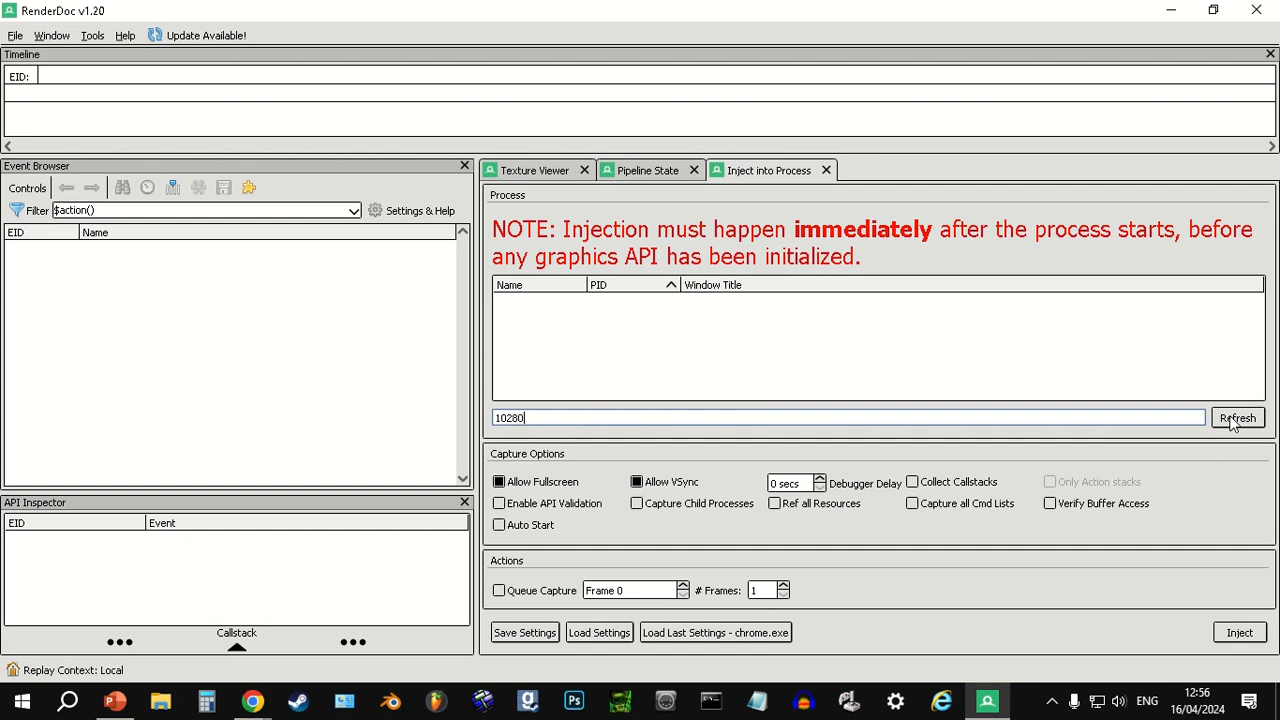 RenderDoc v1.20
File Window Tools Help Update Available!
Timeline
EID:
Event Browser
Controls
Filter $action() Settings & Help
EID Name
API Inspector
EID Event
Callstack
Texture Viewer Pipeline State Inject into Process
Process
NOTE: Injection must happen immediately after the process starts, before
any graphics API has been initialized.
Name PID Window Title
10280 Refresh
Capture Options
Allow Fullscreen Allow VSync 0 secs Debugger Delay Collect Callstacks Only Action stacks
Enable API Validation Capture Child Processes Ref all Resources Capture all Cmd Lists Verify Buffer Access
Auto Start
Actions
Queue Capture Frame 0 # Frames: 1
Save Settings Load Settings Load Last Settings - chrome.exe Inject
Replay Context: Local
ENG
12:56
16/04/2024